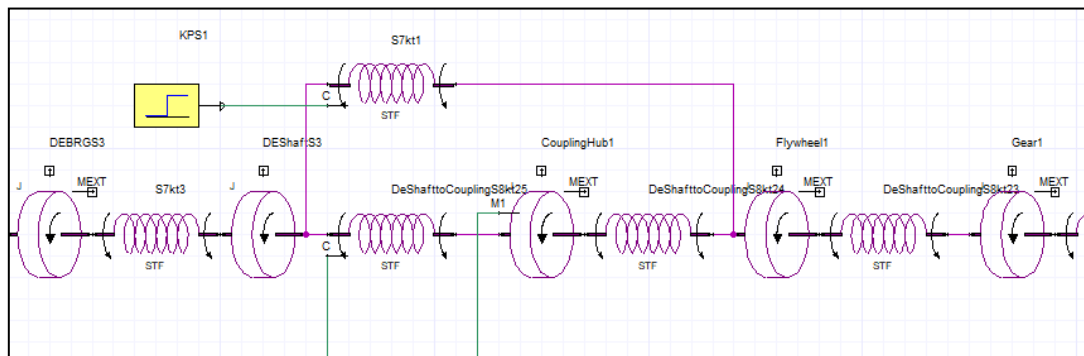 KPS1
S7kt1
C
STF
DEBRGS3
DEShaftS3
CouplingHub1
Flywheel1
Gear1
J
MEXT
S7kt3
J
DeShafttoCouplingS8kt25
J
MEXT
DeShafttoCouplingS8kt24
J
MEXT
DeShafttoCouplingS8kt23
J
MEXT
M1
C
STF
STF
STF
STF